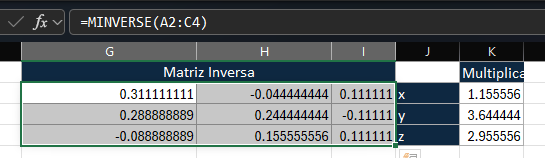 fx =MINVERSE(A2:C4)
G H I J K
Matriz Inversa Multiplica
0.311111111 -0.044444444 0.111111 x 1.155556
0.288888889 0.244444444 -0.11111 y 3.644444
-0.088888889 0.155555556 0.111111 z 2.955556